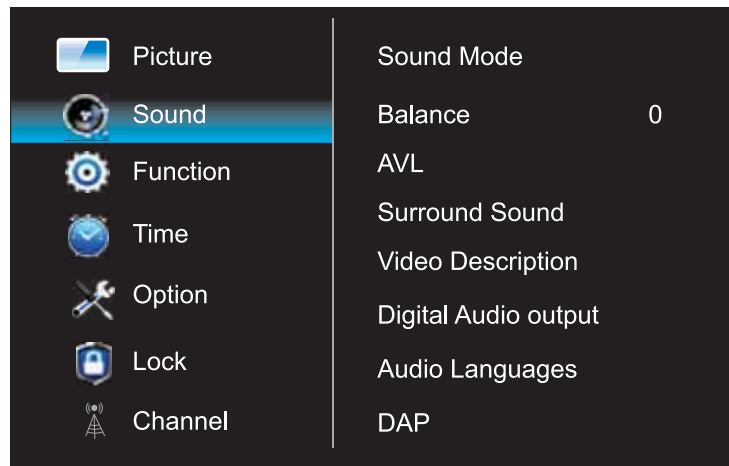 Picture
Sound
Function
Time
Option
Lock
Channel
Sound Mode
Balance 0
AVL
Surround Sound
Video Description
Digital Audio output
Audio Languages
DAP